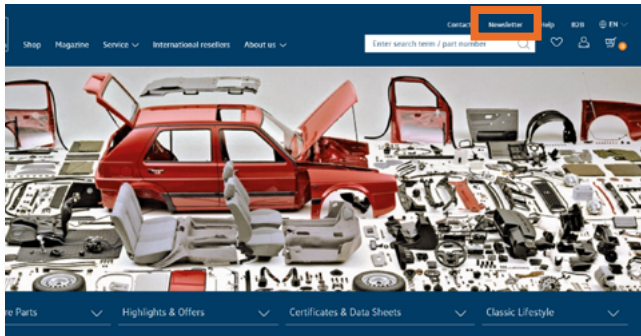 Contact Newsletter Help B2B EN
Shop Magazine Service International resellers About us Enter search term / part number
0
re Parts Highlights & Offers Certificates & Data Sheets Classic Lifestyle